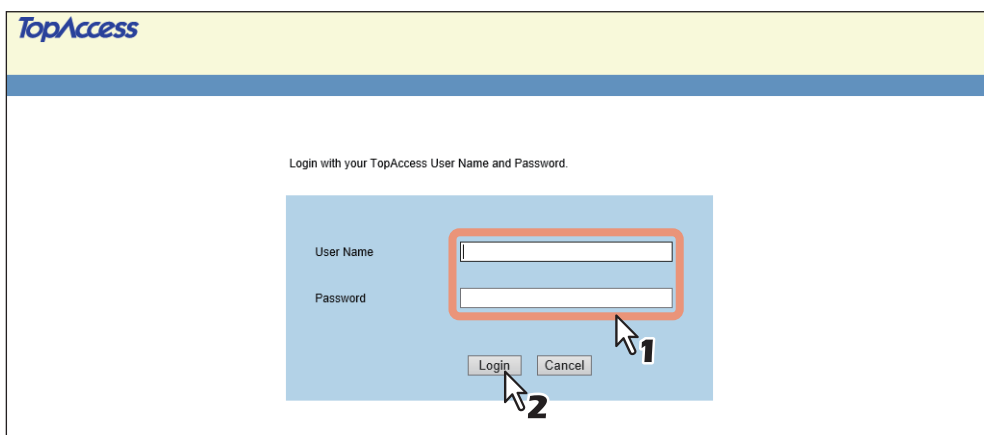 TopAccess
Login with your TopAccess User Name and Password.
User Name
Password
1
Login Cancel
2